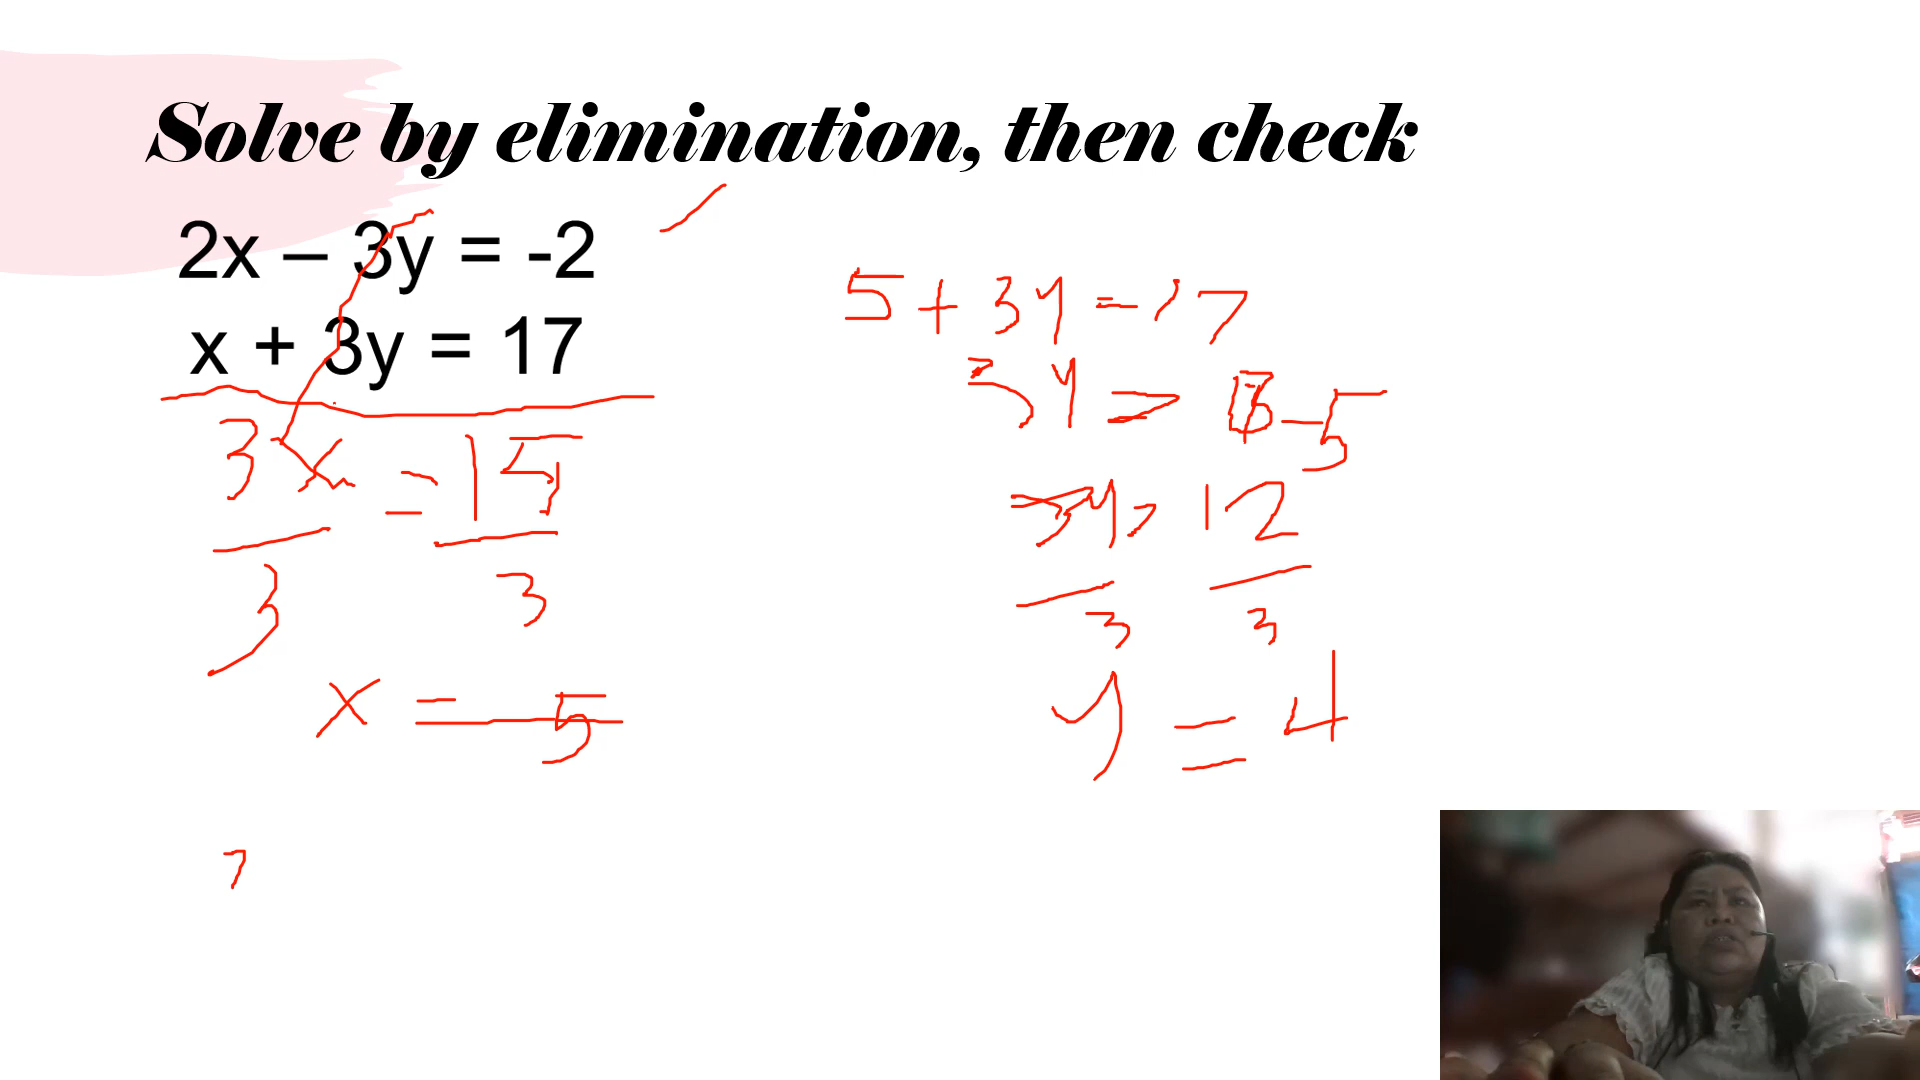 Solve by elimination, then check
2x – 3y = -2
x + 3y = 17
3x = 15
3 3
x = 5
5 + 3y = 17
3y = -5
3y = 12
3 3
y = 4
7